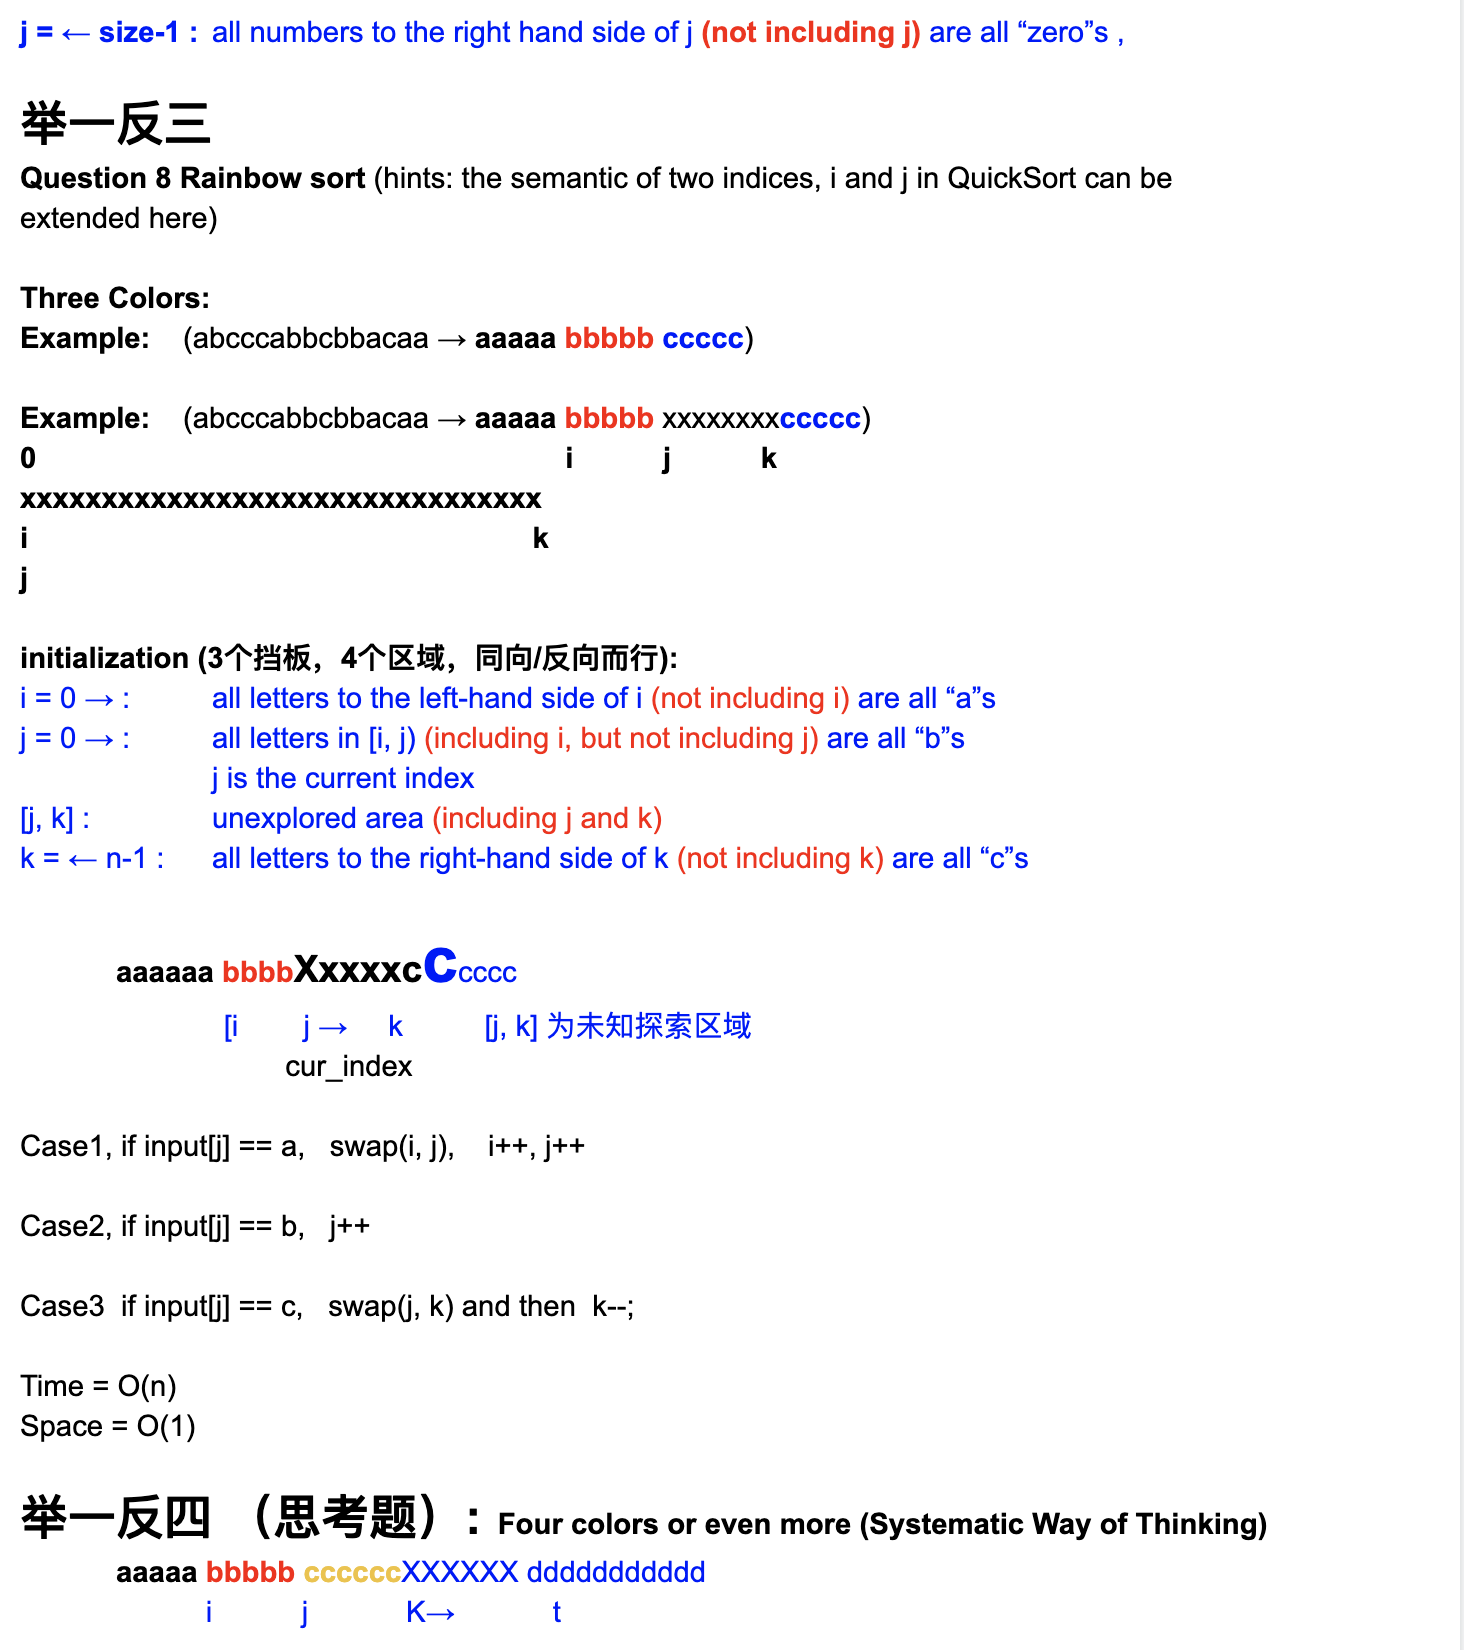 j = ← size-1 : all numbers to the right hand side of j (not including j) are all “zero”s ,
举一反三
Question 8 Rainbow sort (hints: the semantic of two indices, i and j in QuickSort can be
extended here)
Three Colors:
Example: (abcccabbcbbacaa → aaaaa bbbbb ccccc)
Example: (abcccabbcbbacaa → aaaaa bbbbb xxxxxxxxccccc)
0 i j k
xxxxxxxxxxxxxxxxxxxxxxxxxxxxxxxx
i k
j
initialization (3个挡板，4个区域，同向/反向而行):
i = 0 → : all letters to the left-hand side of i (not including i) are all “a”s
j = 0 → : all letters in [i, j) (including i, but not including j) are all “b”s
j is the current index
[j, k] : unexplored area (including j and k)
k = ← n-1 : all letters to the right-hand side of k (not including k) are all “c”s
aaaaaa bbbbXxxxxcCcccc
[i j → k [j, k] 为未知探索区域
cur_index
Case1, if input[j] == a, swap(i, j), i++, j++
Case2, if input[j] == b, j++
Case3 if input[j] == c, swap(j, k) and then k--;
Time = O(n)
Space = O(1)
举一反四 （思考题）: Four colors or even more (Systematic Way of Thinking)
aaaaa bbbbb ccccccXXXXXX ddddddddddd
i j K→ t